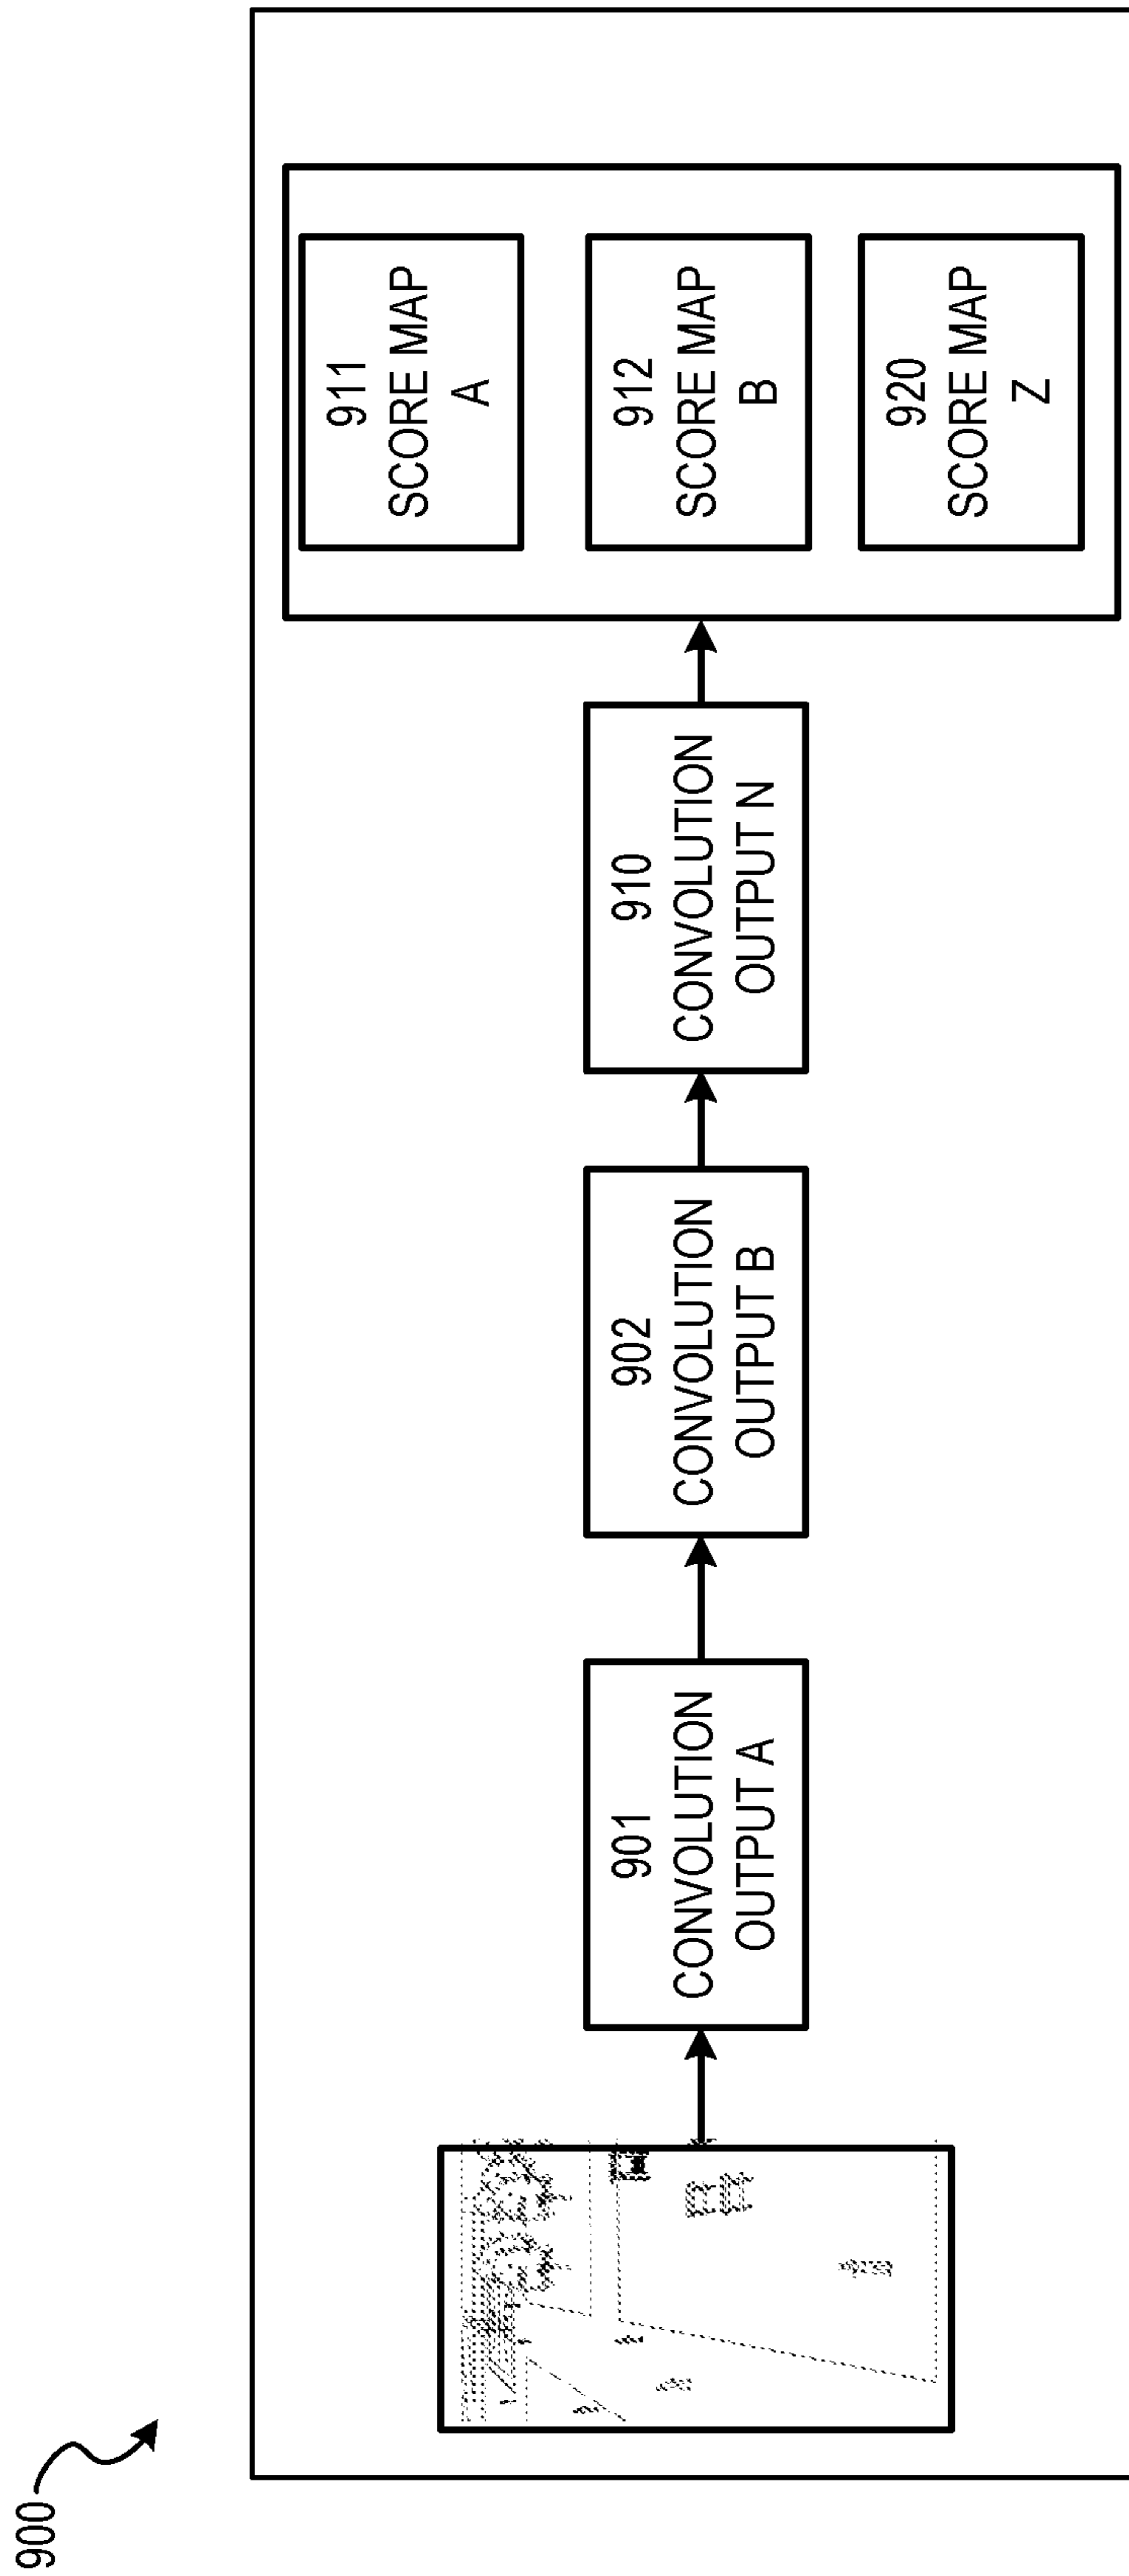 900
901
CONVOLUTION
OUTPUT A
902
CONVOLUTION
OUTPUT B
910
CONVOLUTION
OUTPUT N
911
SCORE MAP
A
912
SCORE MAP
B
920
SCORE MAP
Z